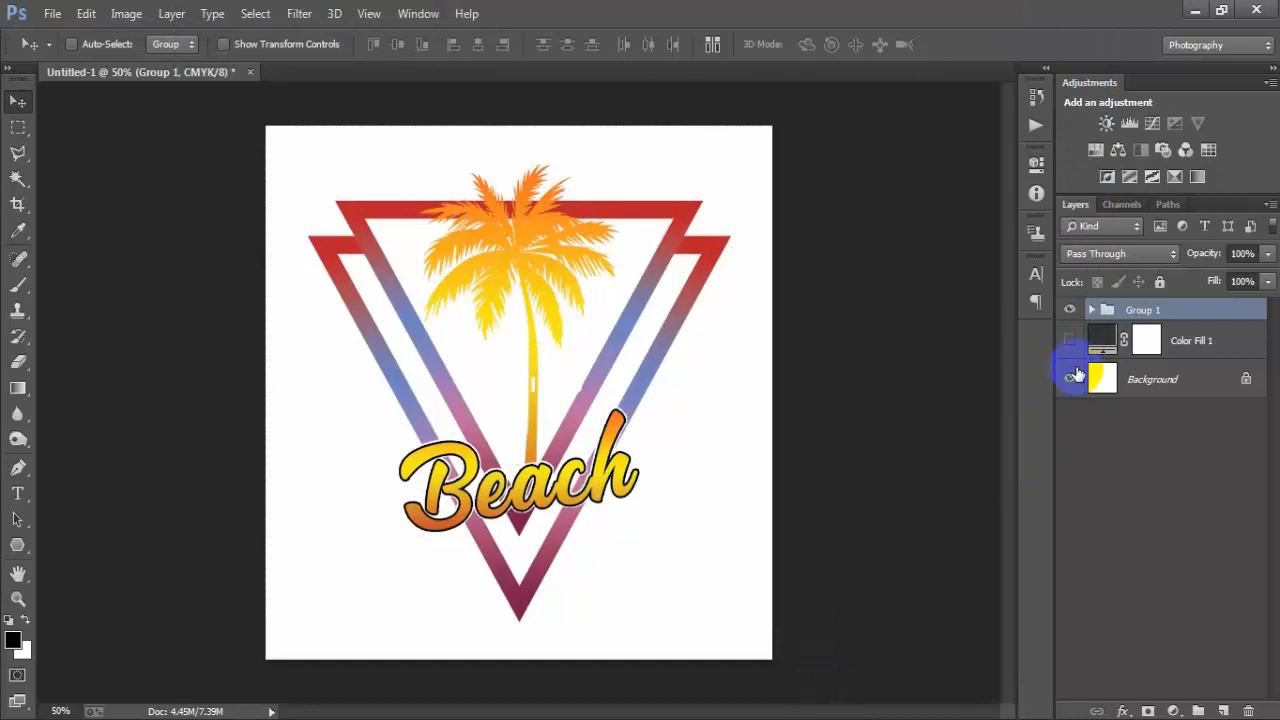 Ps File Edit Image Layer Type Select Filter 3D View Window Help
Auto-Select: Group Show Transform Controls 3D Mode: Photography
Untitled-1 @ 50% (Group 1, CMYK/8) * ×
Adjustments
Add an adjustment
Layers Channels Paths
Kind
Pass Through Opacity: 100%
Lock: Fill: 100%
Group 1
Color Fill 1
Background
Beach
50% Doc: 4.45M/7.39M